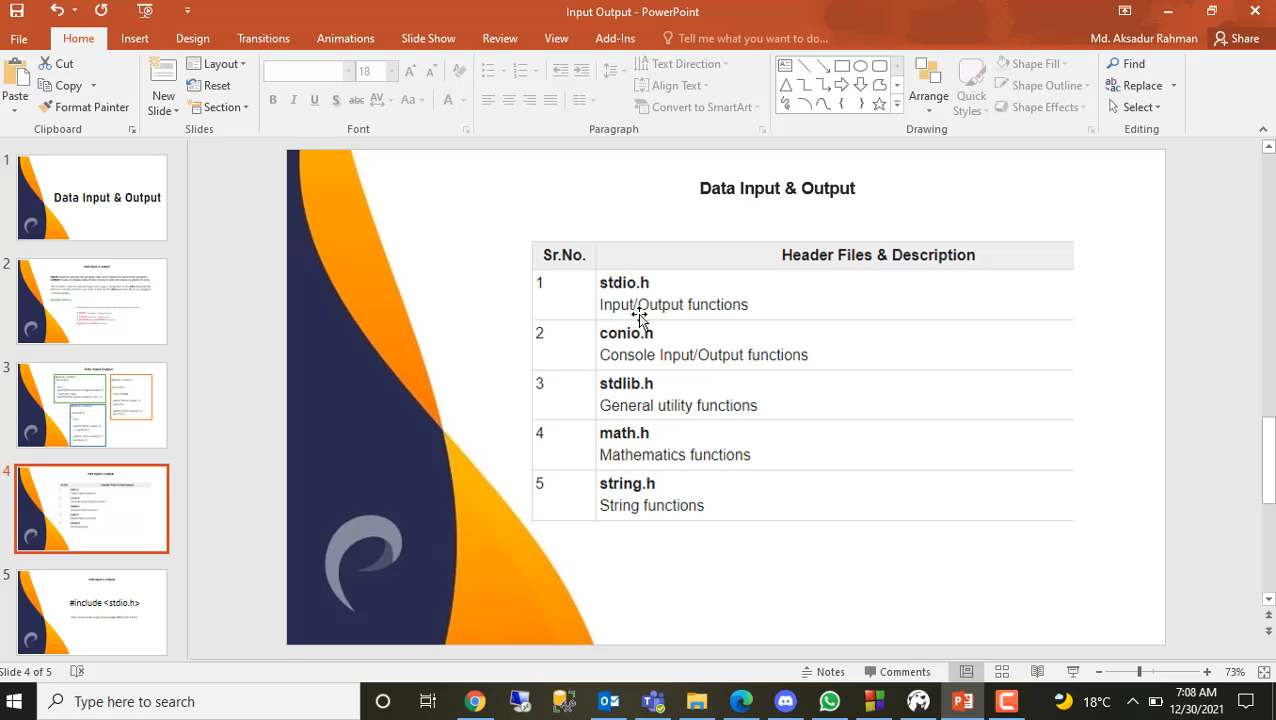 Input Output - PowerPoint
File
Home
Insert
Design
Transitions
Animations
Slide Show
Review
View
Add-Ins
Tell me what you want to do...
Md. Aksadur Rahman
Share
Paste
Cut
Copy
Format Painter
Clipboard
New
Slide
Layout
Reset
Section
Slides
18
Font
Text Direction
Align Text
Convert to SmartArt
Paragraph
Arrange
Quick
Styles
Shape Fill
Shape Outline
Shape Effects
Drawing
Find
Replace
Select
Editing
1
Data Input & Output
2
3
4
5
#include <stdio.h>
Data Input & Output
Sr.No. Header Files & Description
1 stdio.h
Input/Output functions
2 conio.h
Console Input/Output functions
3 stdlib.h
General utility functions
4 math.h
Mathematics functions
5 string.h
String functions
Slide 4 of 5
Notes
Comments
73%
Type here to search
18°C
7:08 AM
12/30/2021